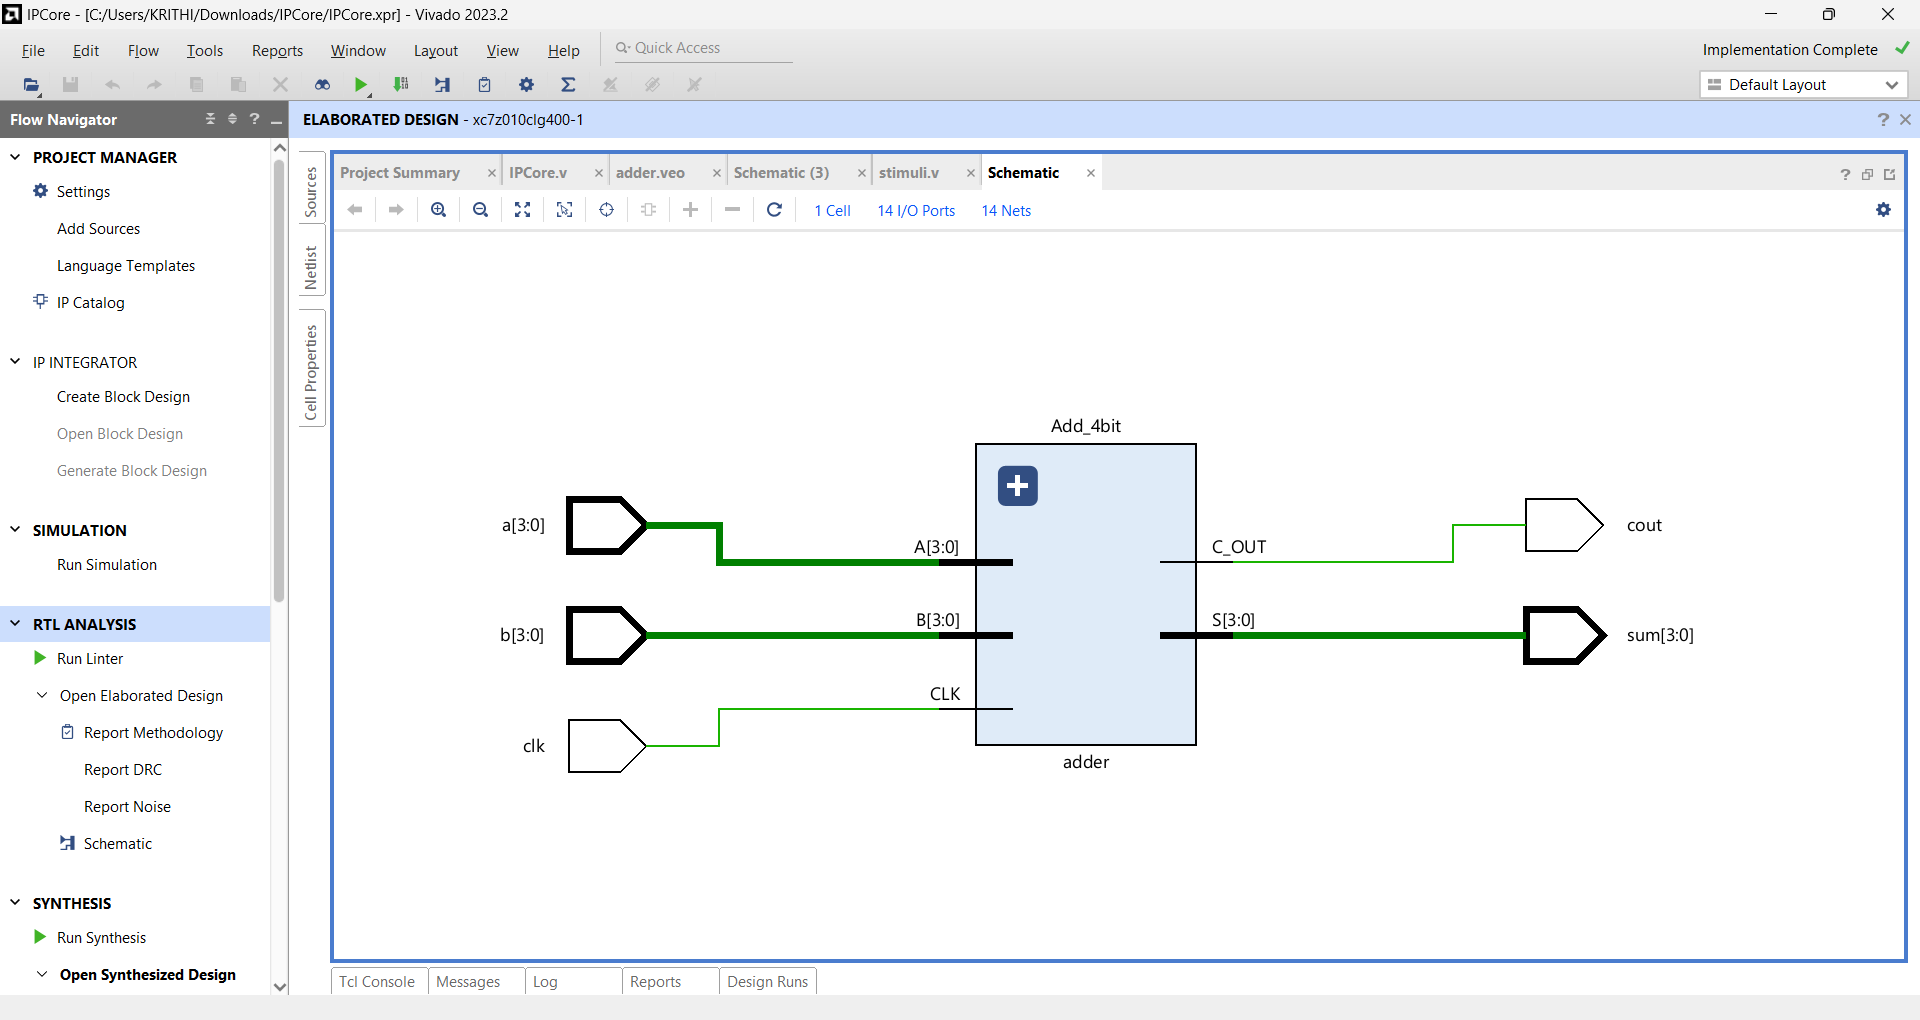 IPCore - [C:/Users/KRITHI/Downloads/IPCore/IPCore.xpr] - Vivado 2023.2
File Edit Flow Tools Reports Window Layout View Help Quick Access
Implementation Complete
Default Layout
Flow Navigator
ELABORATED DESIGN - xc7z010clg400-1
PROJECT MANAGER
Settings
Add Sources
Language Templates
IP Catalog
IP INTEGRATOR
Create Block Design
Open Block Design
Generate Block Design
SIMULATION
Run Simulation
RTL ANALYSIS
Run Linter
Open Elaborated Design
Report Methodology
Report DRC
Report Noise
Schematic
SYNTHESIS
Run Synthesis
Open Synthesized Design
Sources
Netlist
Cell Properties
Project Summary IPCore.v adder.veo Schematic (3) stimuli.v Schematic
1 Cell 14 I/O Ports 14 Nets
Add_4bit
a[3:0]
A[3:0]
C_OUT
cout
b[3:0]
B[3:0]
S[3:0]
sum[3:0]
CLK
clk
adder
Tcl Console Messages Log Reports Design Runs